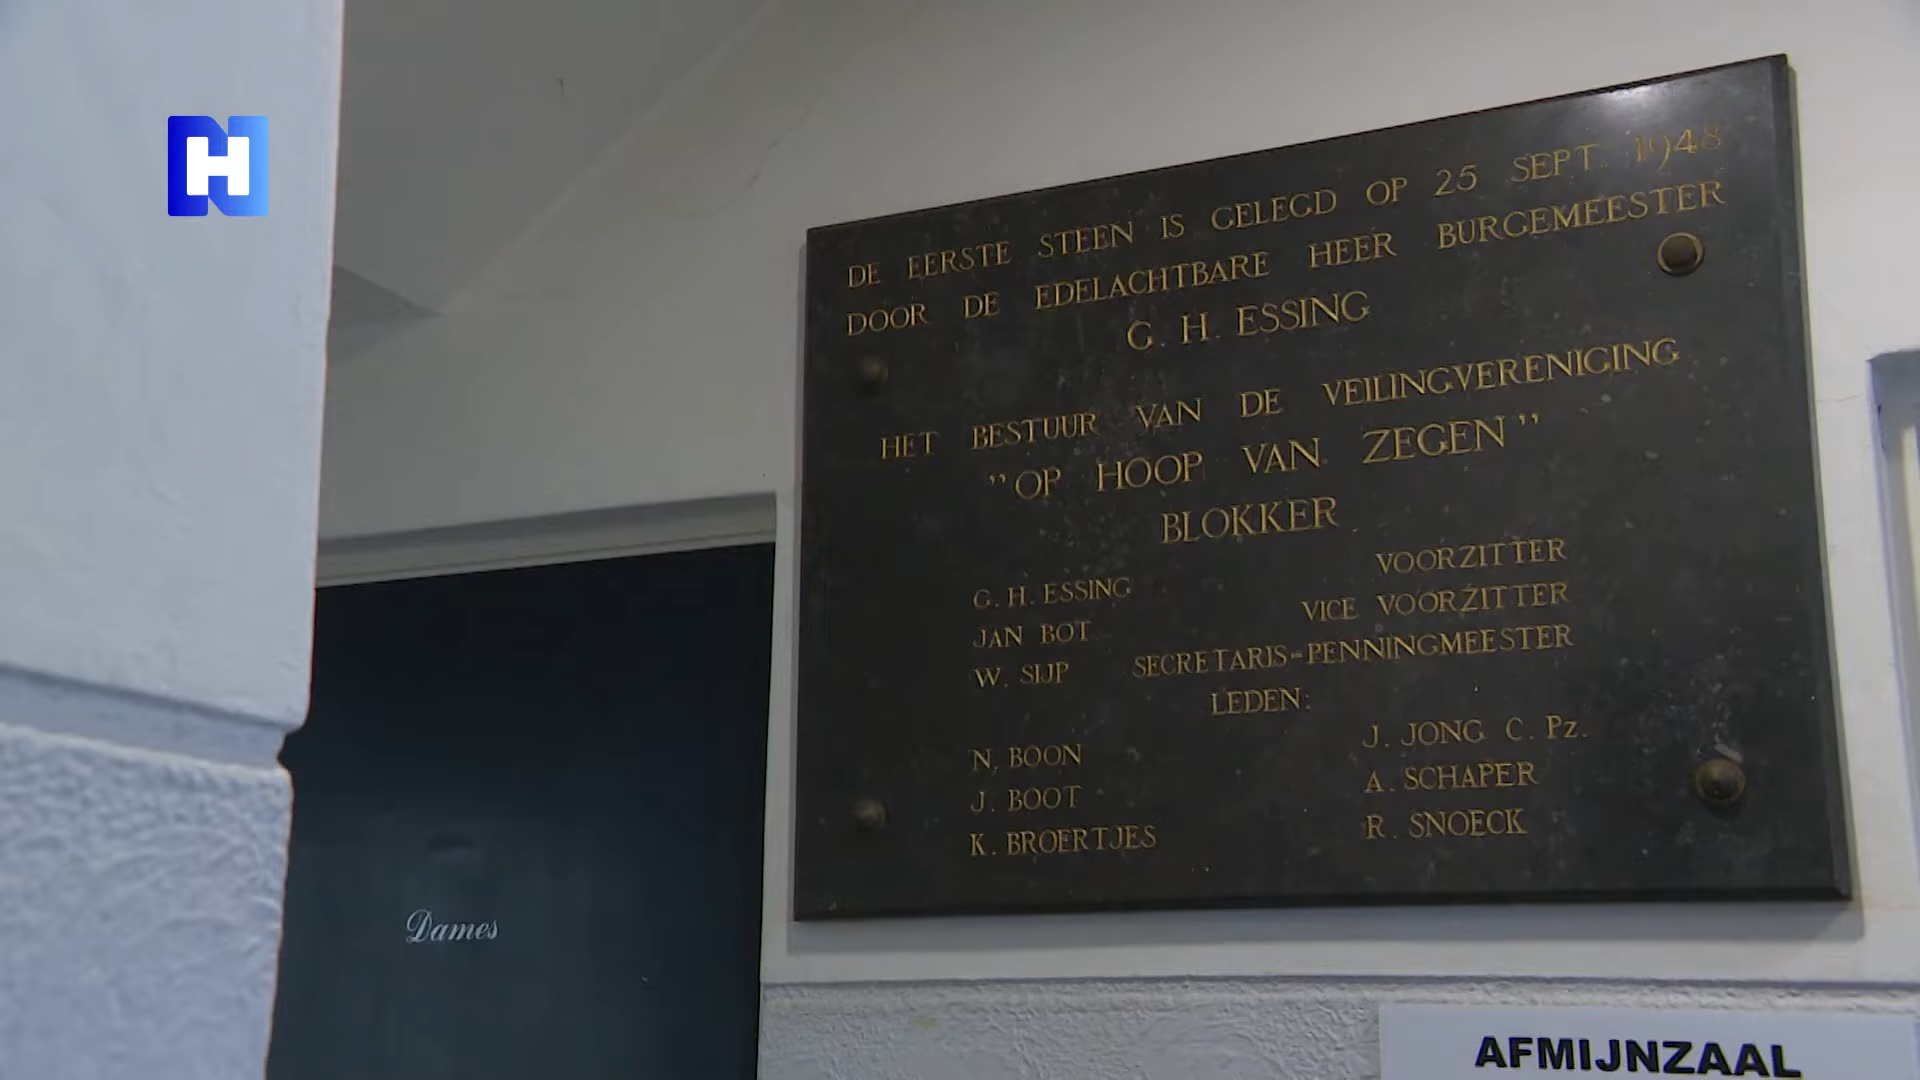 NH
DE EERSTE STEEN IS GELEGD OP 25 SEPT. 1948
DOOR DE EDELACHTBARE HEER BURGEMEESTER
G. H. ESSING
HET BESTUUR VAN DE VEILINGVERENIGING
"OP HOOP VAN ZEGEN"
BLOKKER
G. H. ESSING VOORZITTER
JAN BOT VICE VOORZITTER
W. SIJP SECRETARIS=PENNINGMEESTER
LEDEN:
N. BOON J. JONG C. Pz.
J. BOOT A. SCHAPER
K. BROERTJES R. SNOECK
Dames
AFMIJNZAAL